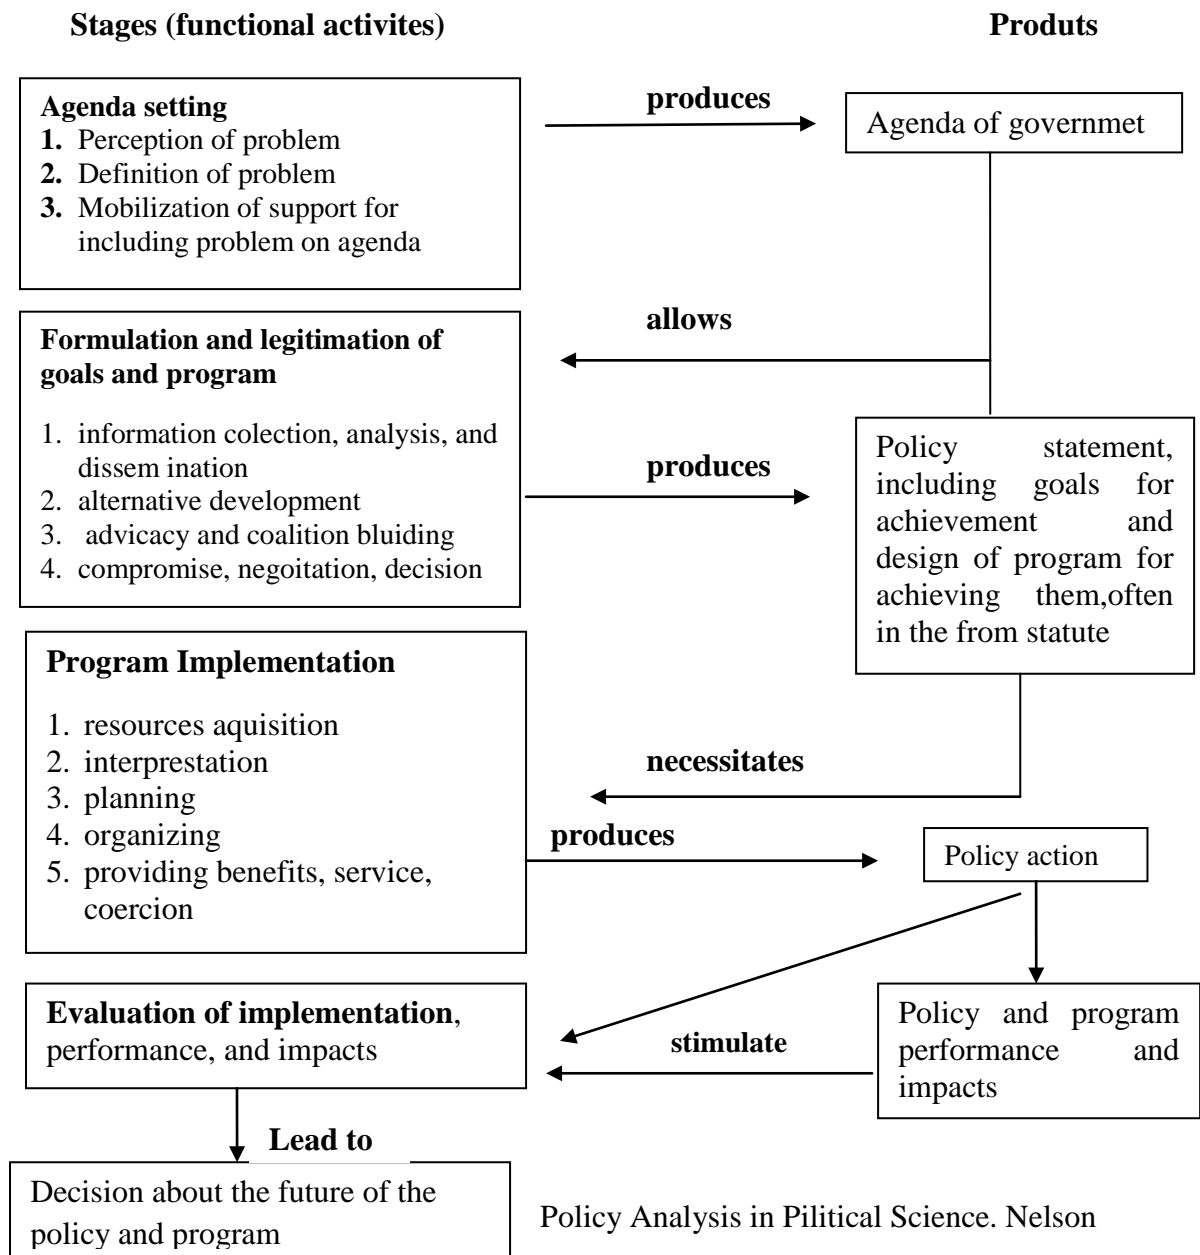 Stages (functional activites)
Produts
Agenda setting
1. Perception of problem
2. Definition of problem
3. Mobilization of support for
including problem on agenda
produces
Agenda of governmet
allows
Formulation and legitimation of
goals and program
1. information colection, analysis, and
dissem ination
2. alternative development
3. advicacy and coalition bluiding
4. compromise, negoitation, decision
produces
Policy statement,
including goals for
achievement and
design of program for
achieving them,often
in the from statute
Program Implementation
1. resources aquisition
2. interprestation
3. planning
4. organizing
5. providing benefits, service,
coercion
necessitates
produces
Policy action
Evaluation of implementation,
performance, and impacts
stimulate
Policy and program
performance and
impacts
Lead to
Decision about the future of the
policy and program
Policy Analysis in Pilitical Science. Nelson